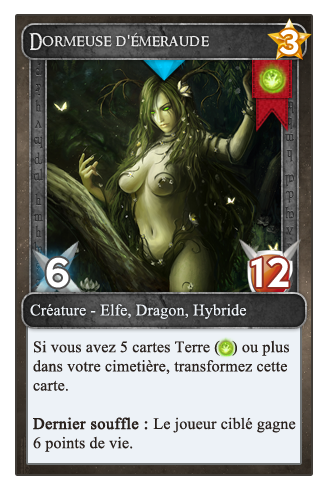 Dormeuse d'émeraude
3
6
12
Créature - Elfe, Dragon, Hybride
Si vous avez 5 cartes Terre ( ) ou plus
dans votre cimetière, transformez cette
carte.
Dernier souffle : Le joueur ciblé gagne
6 points de vie.